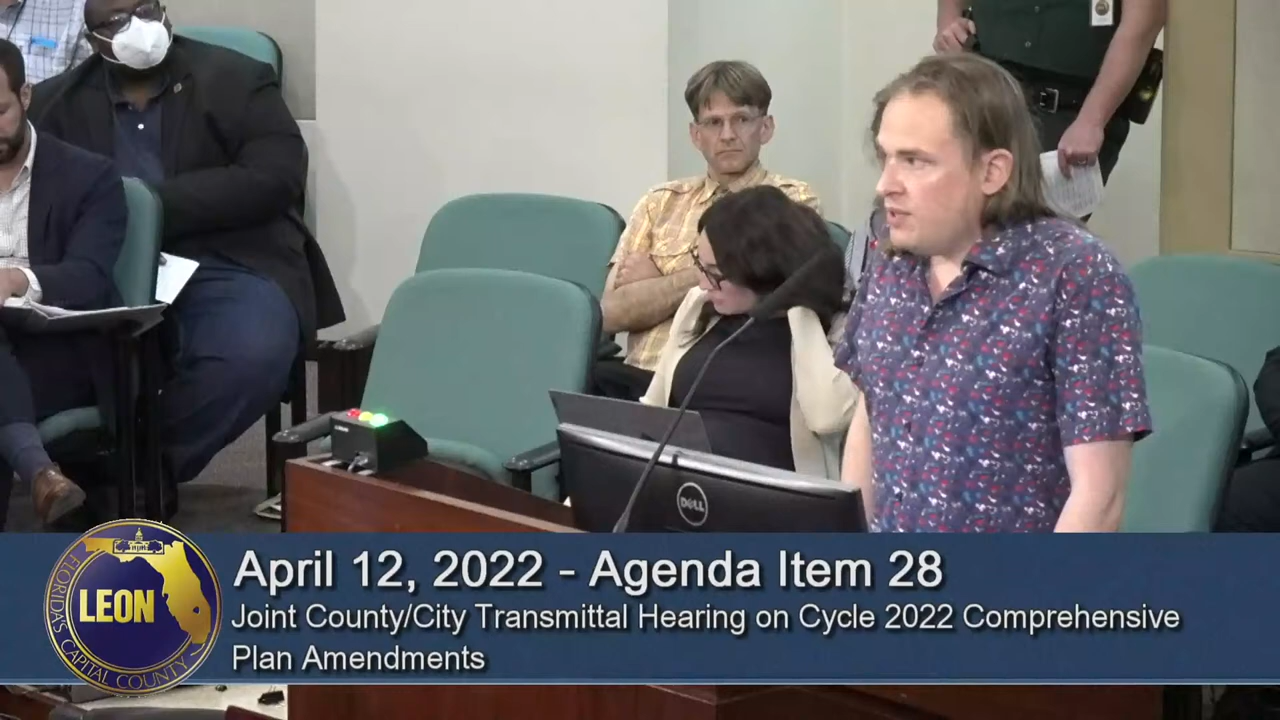 DELL
April 12, 2022 - Agenda Item 28
Joint County/City Transmittal Hearing on Cycle 2022 Comprehensive
Plan Amendments
LEON
FLORIDA'S CAPITAL COUNTY